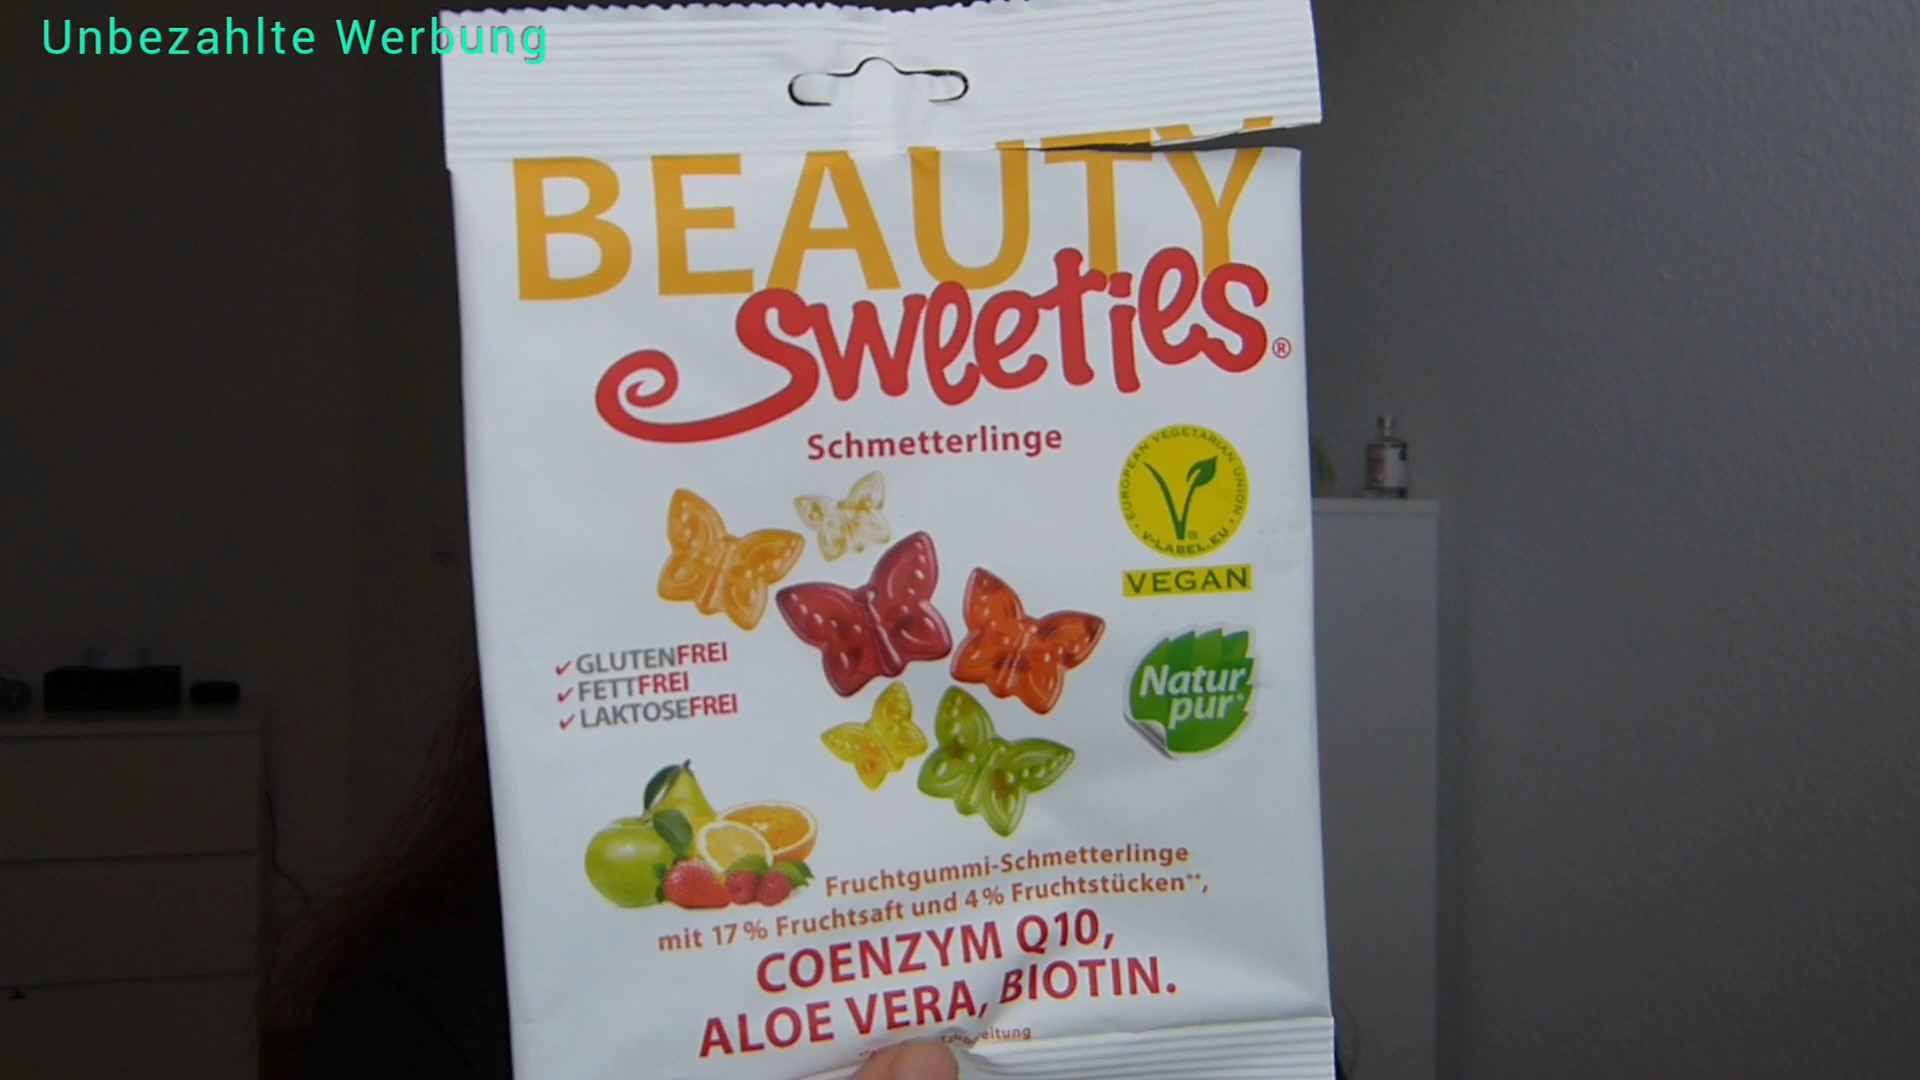 Unbezahlte Werbung
BEAUTY
Sweeties®
Schmetterlinge
EUROPEAN VEGETARIAN UNION
V-LABEL.EU
VEGAN
✓GLUTENFREI
✓FETTFREI
✓LAKTOSEFREI
Natur
pur*
Fruchtgummi-Schmetterlinge
mit 17% Fruchtsaft und 4% Fruchtstücken**,
COENZYM Q10,
ALOE VERA, BIOTIN.